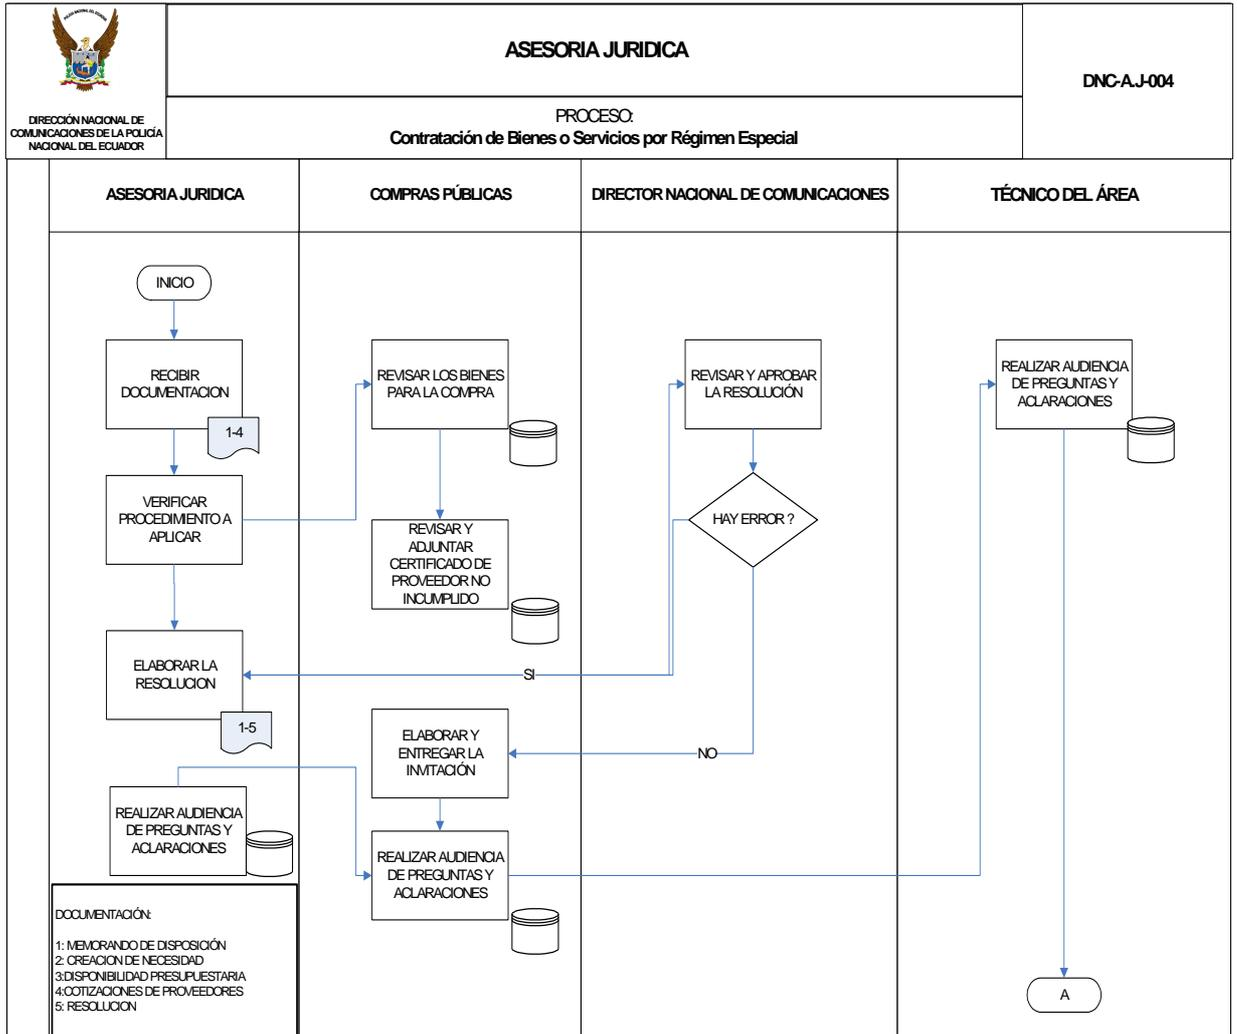 DIRECCIÓN NACIONAL DE
COMUNICACIONES DE LA POLICÍA
NACIONAL DEL ECUADOR
ASESORIA JURIDICA
PROCESO:
Contratación de Bienes o Servicios por Régimen Especial
DNC-A.J-004
ASESORIA JURIDICA
COMPRAS PÚBLICAS
DIRECTOR NACIONAL DE COMUNICACIONES
TÉCNICO DEL ÁREA
INICIO
RECIBIR
DOCUMENTACION
1-4
VERIFICAR
PROCEDIMIENTO A
APLICAR
ELABORAR LA
RESOLUCION
1-5
REALIZAR AUDIENCIA
DE PREGUNTAS Y
ACLARACIONES
REVISAR LOS BIENES
PARA LA COMPRA
REVISAR Y
ADJUNTAR
CERTIFICADO DE
PROVEEDOR NO
INCUMPLIDO
SI
ELABORAR Y
ENTREGAR LA
INVITACIÓN
REALIZAR AUDIENCIA
DE PREGUNTAS Y
ACLARACIONES
REVISAR Y APROBAR
LA RESOLUCIÓN
HAY ERROR ?
NO
REALIZAR AUDIENCIA
DE PREGUNTAS Y
ACLARACIONES
A
DOCUMENTACIÓN:
1: MEMORANDO DE DISPOSICIÓN
2: CREACION DE NECESIDAD
3:DISPONIBILIDAD PRESUPUESTARIA
4:COTIZACIONES DE PROVEEDORES
5: RESOLUCION